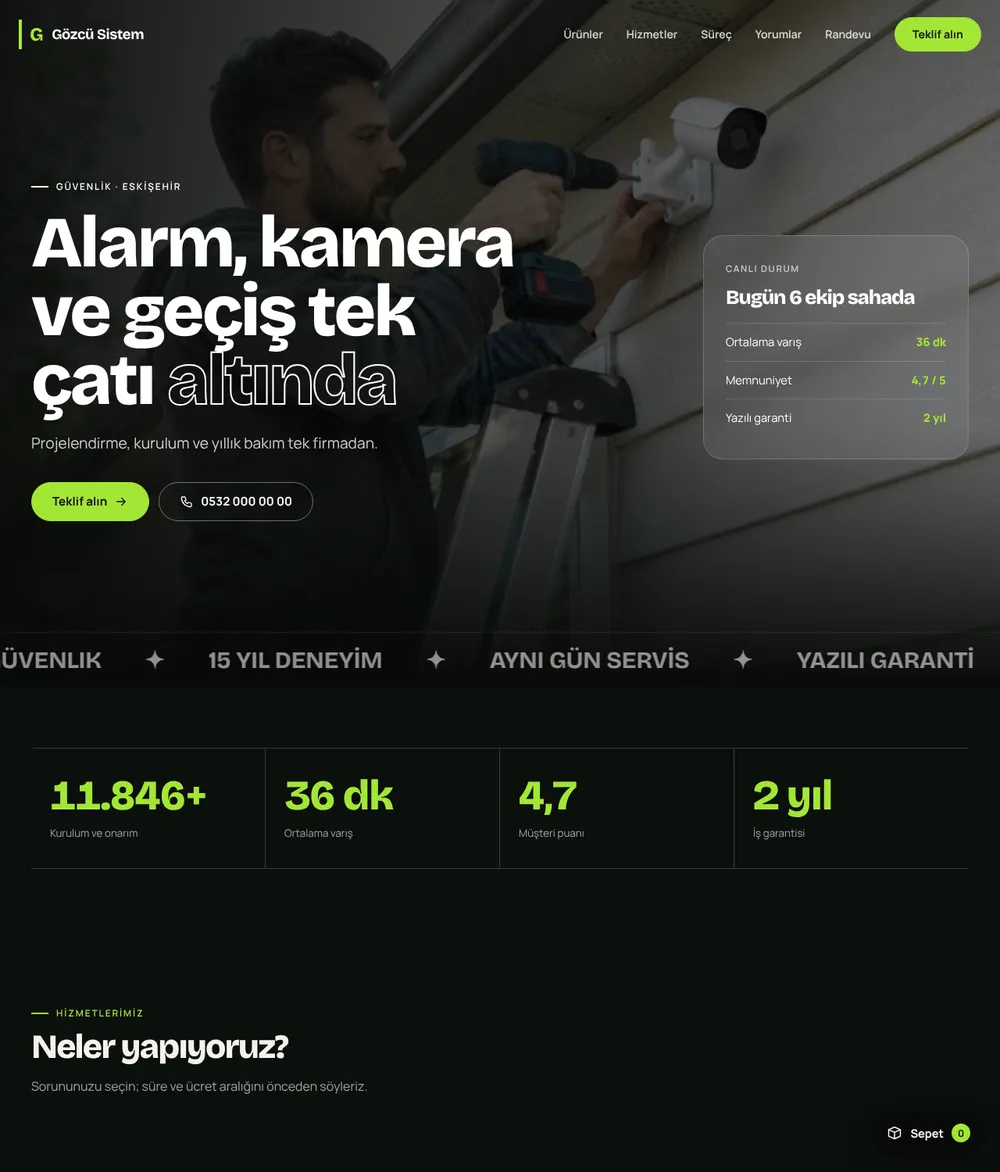 G Gözcü Sistem
Ürünler Hizmetler Süreç Yorumlar Randevu Teklif alın
GÜVENLİK · ESKİŞEHİR
Alarm, kamera
ve geçiş tek
çatı altında
Projelendirme, kurulum ve yıllık bakım tek firmadan.
Teklif alın → 0532 000 00 00
CANLI DURUM
Bugün 6 ekip sahada
Ortalama varış 36 dk
Memnuniyet 4,7 / 5
Yazılı garanti 2 yıl
ÜVENLIK ✦ 15 YIL DENEYİM ✦ AYNI GÜN SERVİS ✦ YAZILI GARANTİ
11.846+
Kurulum ve onarım
36 dk
Ortalama varış
4,7
Müşteri puanı
2 yıl
İş garantisi
HİZMETLERİMİZ
Neler yapıyoruz?
Sorununuzu seçin; süre ve ücret aralığını önceden söyleriz.
Sepet 0